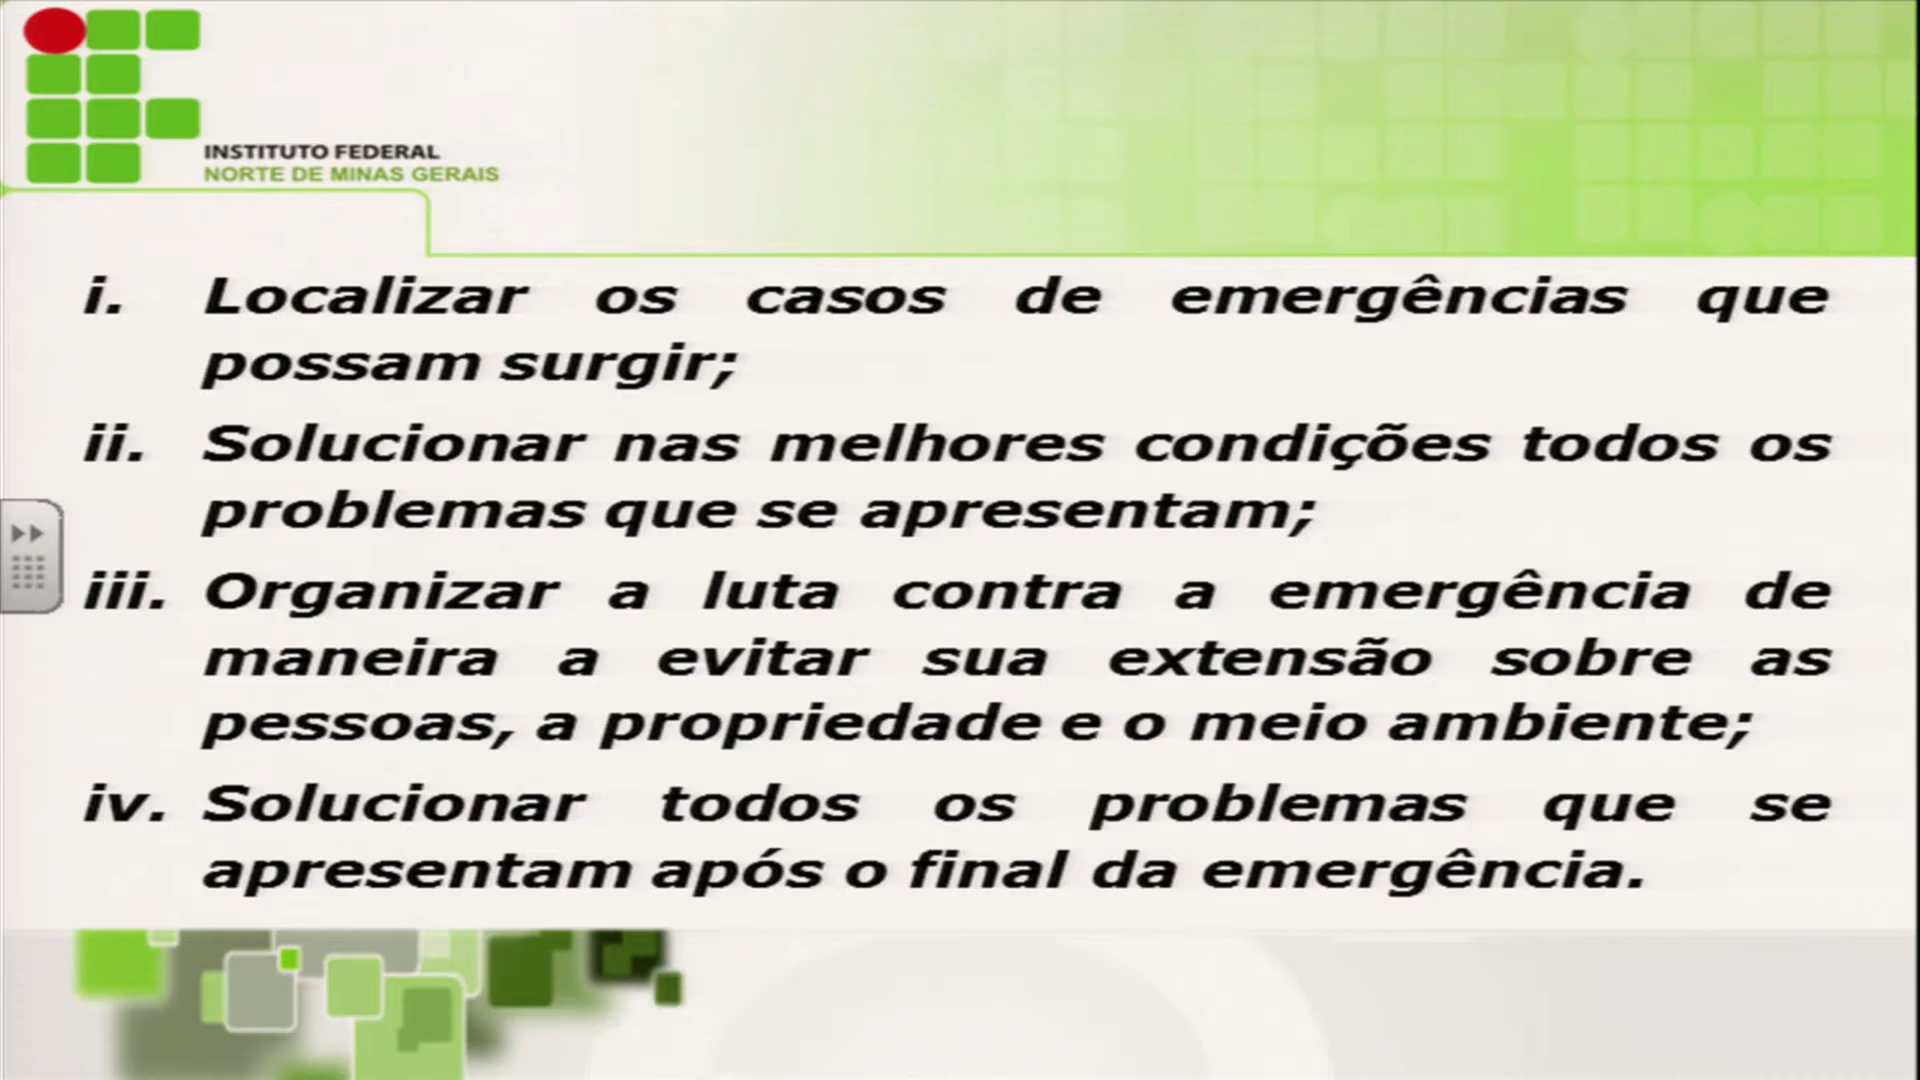 INSTITUTO FEDERAL
NORTE DE MINAS GERAIS
i. Localizar os casos de emergências que
possam surgir;
ii. Solucionar nas melhores condições todos os
problemas que se apresentam;
iii. Organizar a luta contra a emergência de
maneira a evitar sua extensão sobre as
pessoas, a propriedade e o meio ambiente;
iv. Solucionar todos os problemas que se
apresentam após o final da emergência.